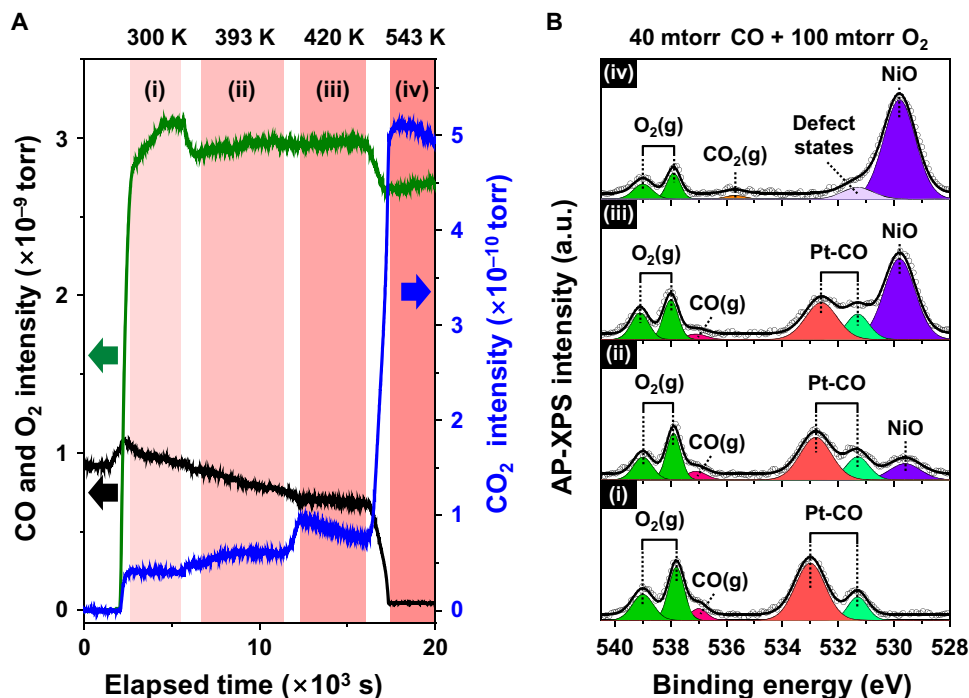 A
300 K 393 K 420 K 543 K
(i) (ii) (iii) (iv)
CO and O₂ intensity (×10⁻⁹ torr)
3
2
1
0
CO₂ intensity (×10⁻¹⁰ torr)
5
4
3
2
1
0
0 10 20
Elapsed time (×10³ s)
B
40 mtorr CO + 100 mtorr O₂
AP-XPS intensity (a.u.)
(iv)
NiO
O₂(g)
CO₂(g)
Defect
states
(iii)
NiO
O₂(g)
Pt-CO
CO(g)
(ii)
O₂(g)
Pt-CO
CO(g)
NiO
(i)
O₂(g)
Pt-CO
CO(g)
540 538 536 534 532 530 528
Binding energy (eV)